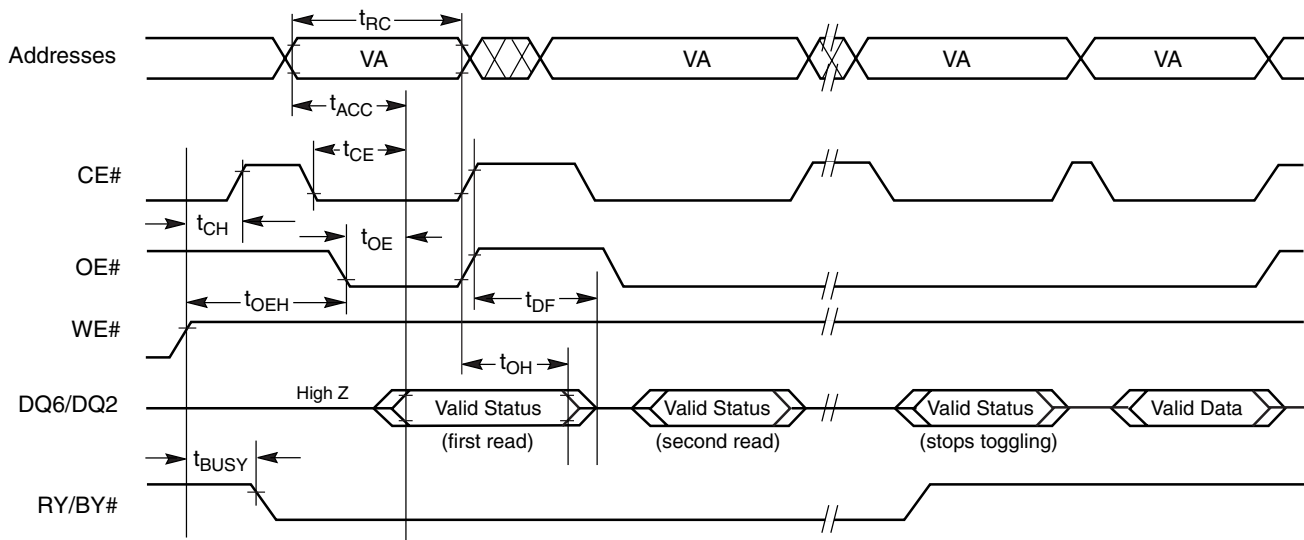 tRC
Addresses VA VA VA VA
tACC
tCE
CE#
tCH
tOE
OE#
tDF
tOEH
WE#
tOH
High Z
DQ6/DQ2 Valid Status Valid Status Valid Status Valid Data
(first read) (second read) (stops toggling)
tBUSY
RY/BY#